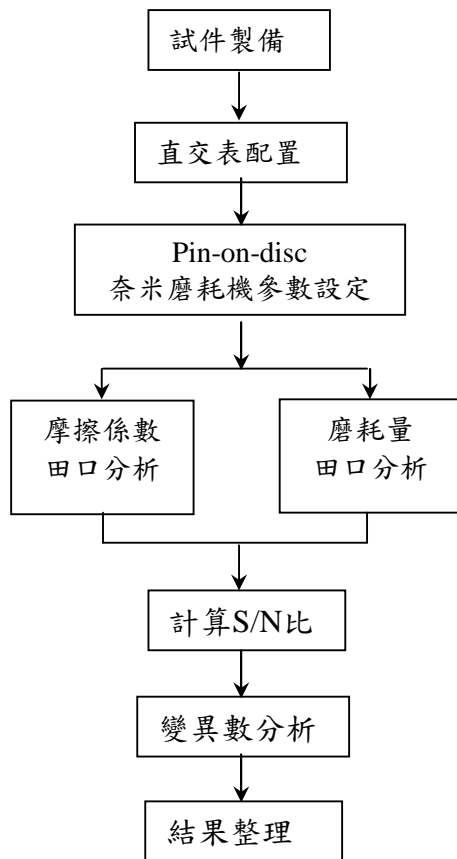 試件製備
直交表配置
Pin-on-disc
奈米磨耗機參數設定
摩擦係數
田口分析
磨耗量
田口分析
計算S/N比
變異數分析
結果整理